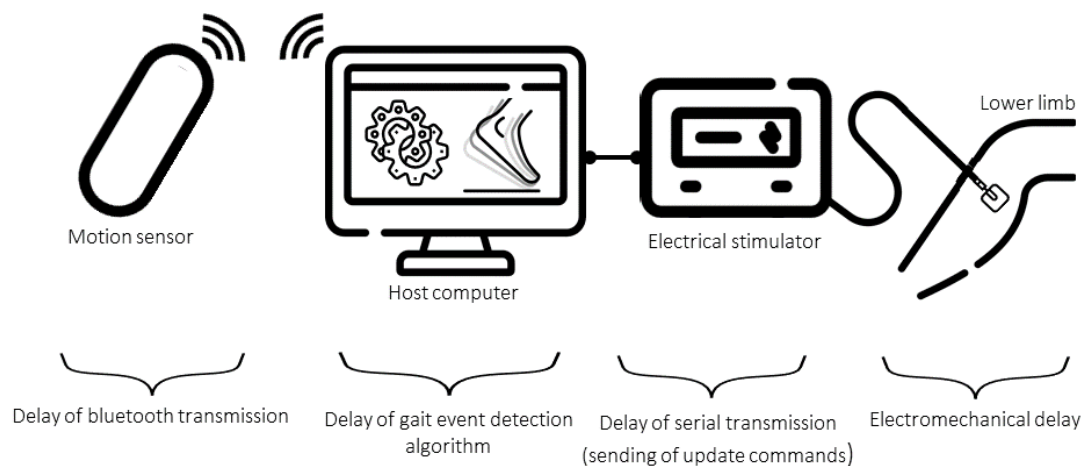 Lower limb
Motion sensor
Electrical stimulator
Host computer
Delay of bluetooth transmission
Delay of gait event detection
algorithm
Delay of serial transmission
(sending of update commands)
Electromechanical delay